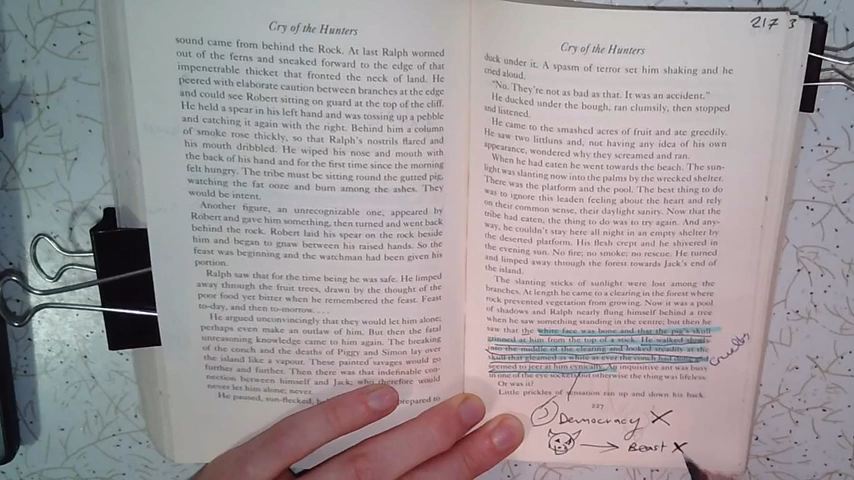 Cry of the Hunters
sound came from behind the Rock. At last Ralph wormed
out of the ferns and sneaked forward to the edge of that
impenetrable thicket that fronted the neck of land. He
peered with elaborate caution between branches at the edge
and could see Robert sitting on guard at the top of the cliff.
He held a spear in his left hand and was tossing up a pebble
and catching it again with the right. Behind him a column
of smoke rose thickly, so that Ralph's nostrils flared and
his mouth dribbled. He wiped his nose and mouth with
the back of his hand and for the first time since the morning
felt hungry. The tribe must be sitting round the gutted pig,
watching the fat ooze and burn among the ashes. They
would be intent.
Another figure, an unrecognizable one, appeared by
Robert and gave him something, then turned and went back
behind the rock. Robert laid his spear on the rock beside
him and began to gnaw between his raised hands. So the
feast was beginning and the watchman had been given his
portion.
Ralph saw that for the time being he was safe. He limped
away through the fruit trees, drawn by the thought of the
poor food yet bitter when he remembered the feast. Feast
to-day, and then to-morrow. . . .
He argued unconvincingly that they would let him alone;
perhaps even make an outlaw of him. But then the fatal
unreasoning knowledge came to him again. The breaking
of the conch and the deaths of Piggy and Simon lay over
the island like a vapour. These painted savages would go
further and further. Then there was that indefinable con-
nection between himself and Jack; who therefore would
never let him alone; never.
He paused, sun-flecked, prepared to
217 3
Cry of the Hunters
duck under it. A spasm of terror set him shaking and he
cried aloud.
"No. They're not as bad as that. It was an accident."
He ducked under the bough, ran clumsily, then stopped
and listened.
He came to the smashed acres of fruit and ate greedily.
He saw two littluns and, not having any idea of his own
appearance, wondered why they screamed and ran.
When he had eaten he went towards the beach. The sun-
light was slanting now into the palms by the wrecked shelter.
There was the platform and the pool. The best thing to do
was to ignore this leaden feeling about the heart and rely
on their common sense, their daylight sanity. Now that the
tribe had eaten, the thing to do was to try again. And any-
way, he couldn't stay here all night in an empty shelter by
the deserted platform. His flesh crept and he shivered in
the evening sun. No fire; no smoke; no rescue. He turned
and limped away through the forest towards Jack's end of
the island.
The slanting sticks of sunlight were lost among the
branches. At length he came to a clearing in the forest where
rock prevented vegetation from growing. Now it was a pool
of shadows and Ralph nearly flung himself behind a tree
when he saw something standing in the centre; but then he
saw that the white face was bone and that the pig's skull
grinned at him from the top of a stick. He walked slowly
into the middle of the clearing and looked steadily at the
skull that gleamed as white as ever the conch had done and
seemed to jeer at him cynically. An inquisitive ant was busy
in one of the eye sockets but otherwise the thing was lifeless.
Or was it?
Little prickles of sensation ran up and down his back.
227
Democracy X
Beast X